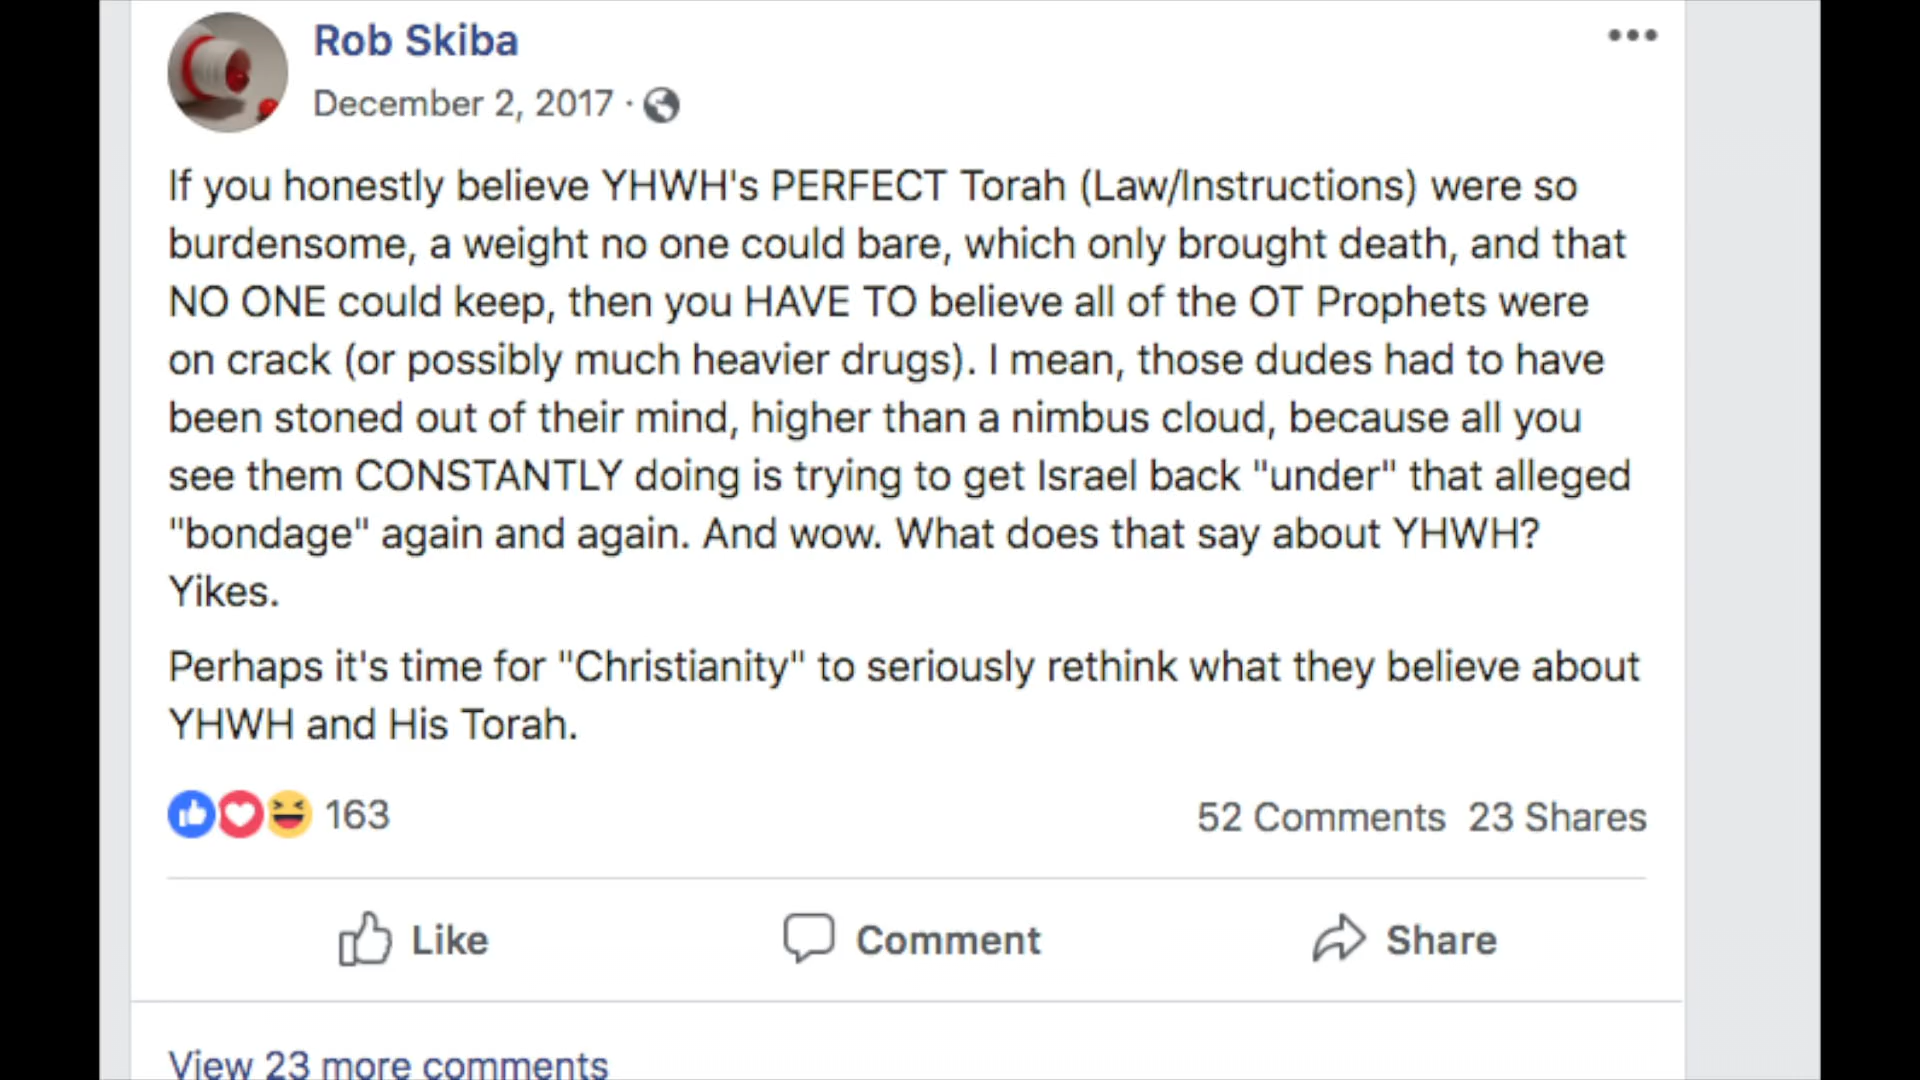 Rob Skiba
December 2, 2017 ·
If you honestly believe YHWH's PERFECT Torah (Law/Instructions) were so
burdensome, a weight no one could bare, which only brought death, and that
NO ONE could keep, then you HAVE TO believe all of the OT Prophets were
on crack (or possibly much heavier drugs). I mean, those dudes had to have
been stoned out of their mind, higher than a nimbus cloud, because all you
see them CONSTANTLY doing is trying to get Israel back "under" that alleged
"bondage" again and again. And wow. What does that say about YHWH?
Yikes.
Perhaps it's time for "Christianity" to seriously rethink what they believe about
YHWH and His Torah.
163 52 Comments 23 Shares
Like Comment Share
View 23 more comments